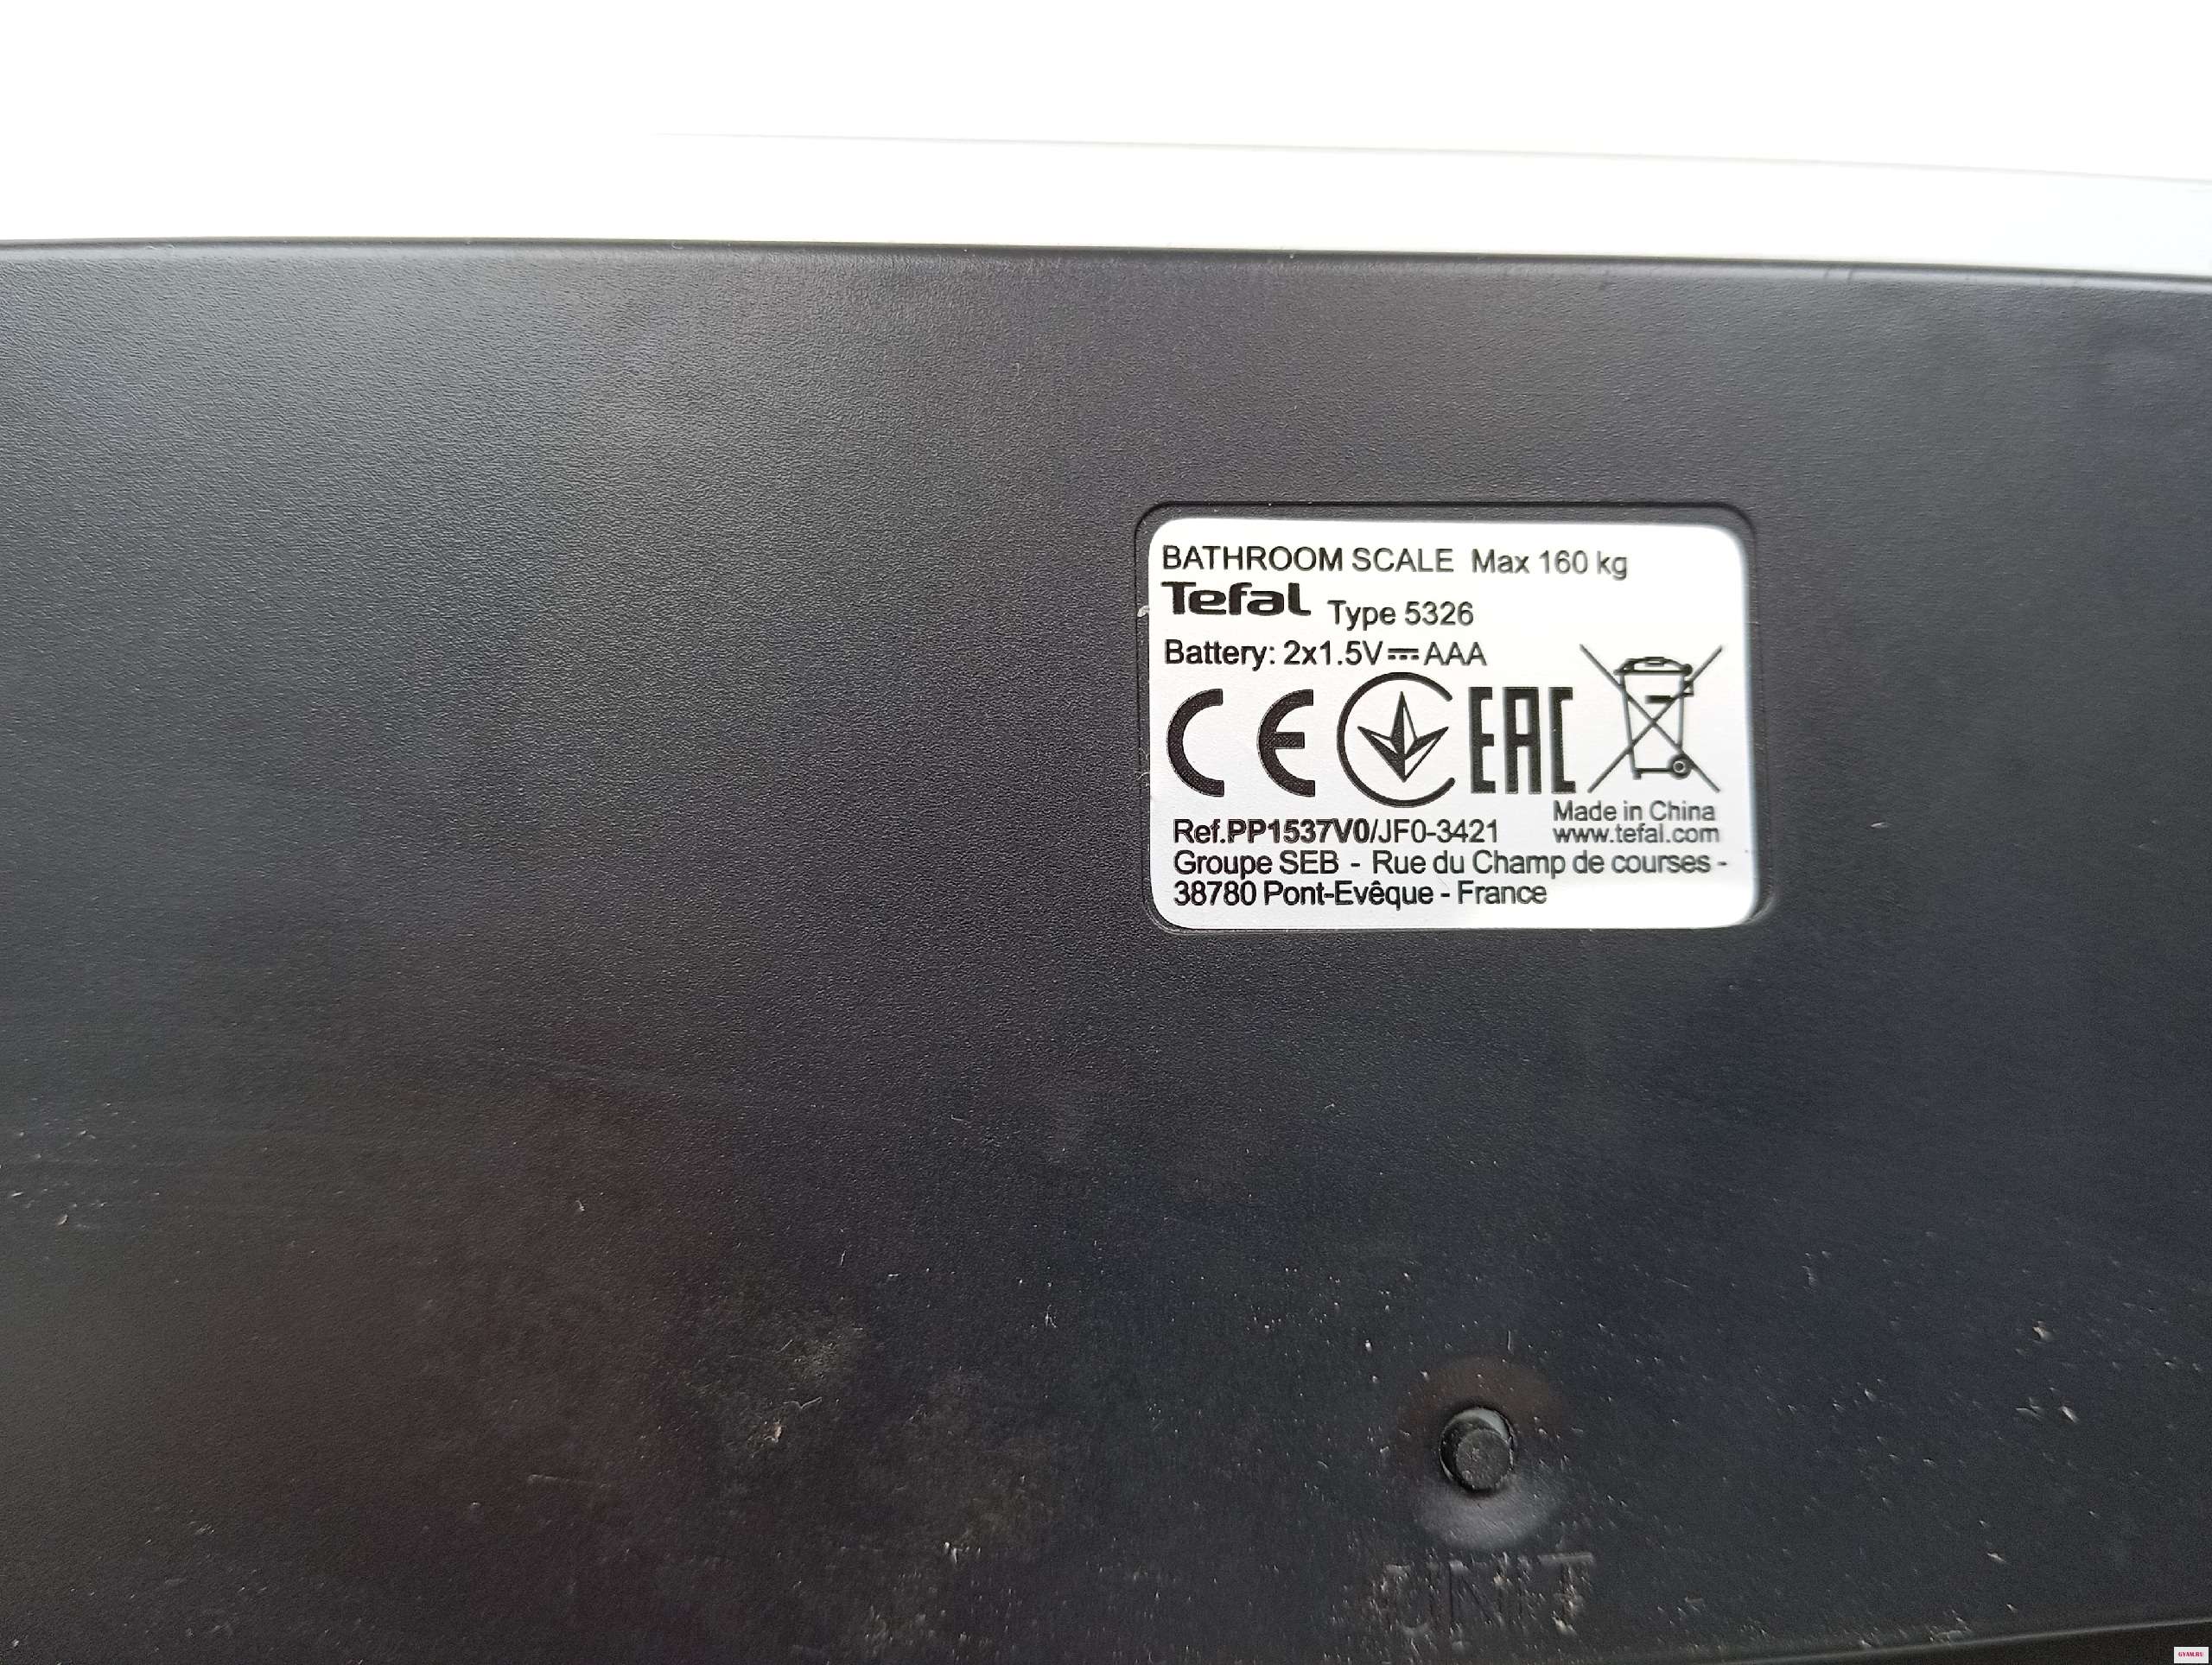 BATHROOM SCALE Max 160 kg
Tefal Type 5326
Battery: 2x1.5V⎓AAA
CE EAC
Made in China
Ref.PP1537V0/JF0-3421 www.tefal.com
Groupe SEB - Rue du Champ de courses -
38780 Pont-Evêque - France
UNIT